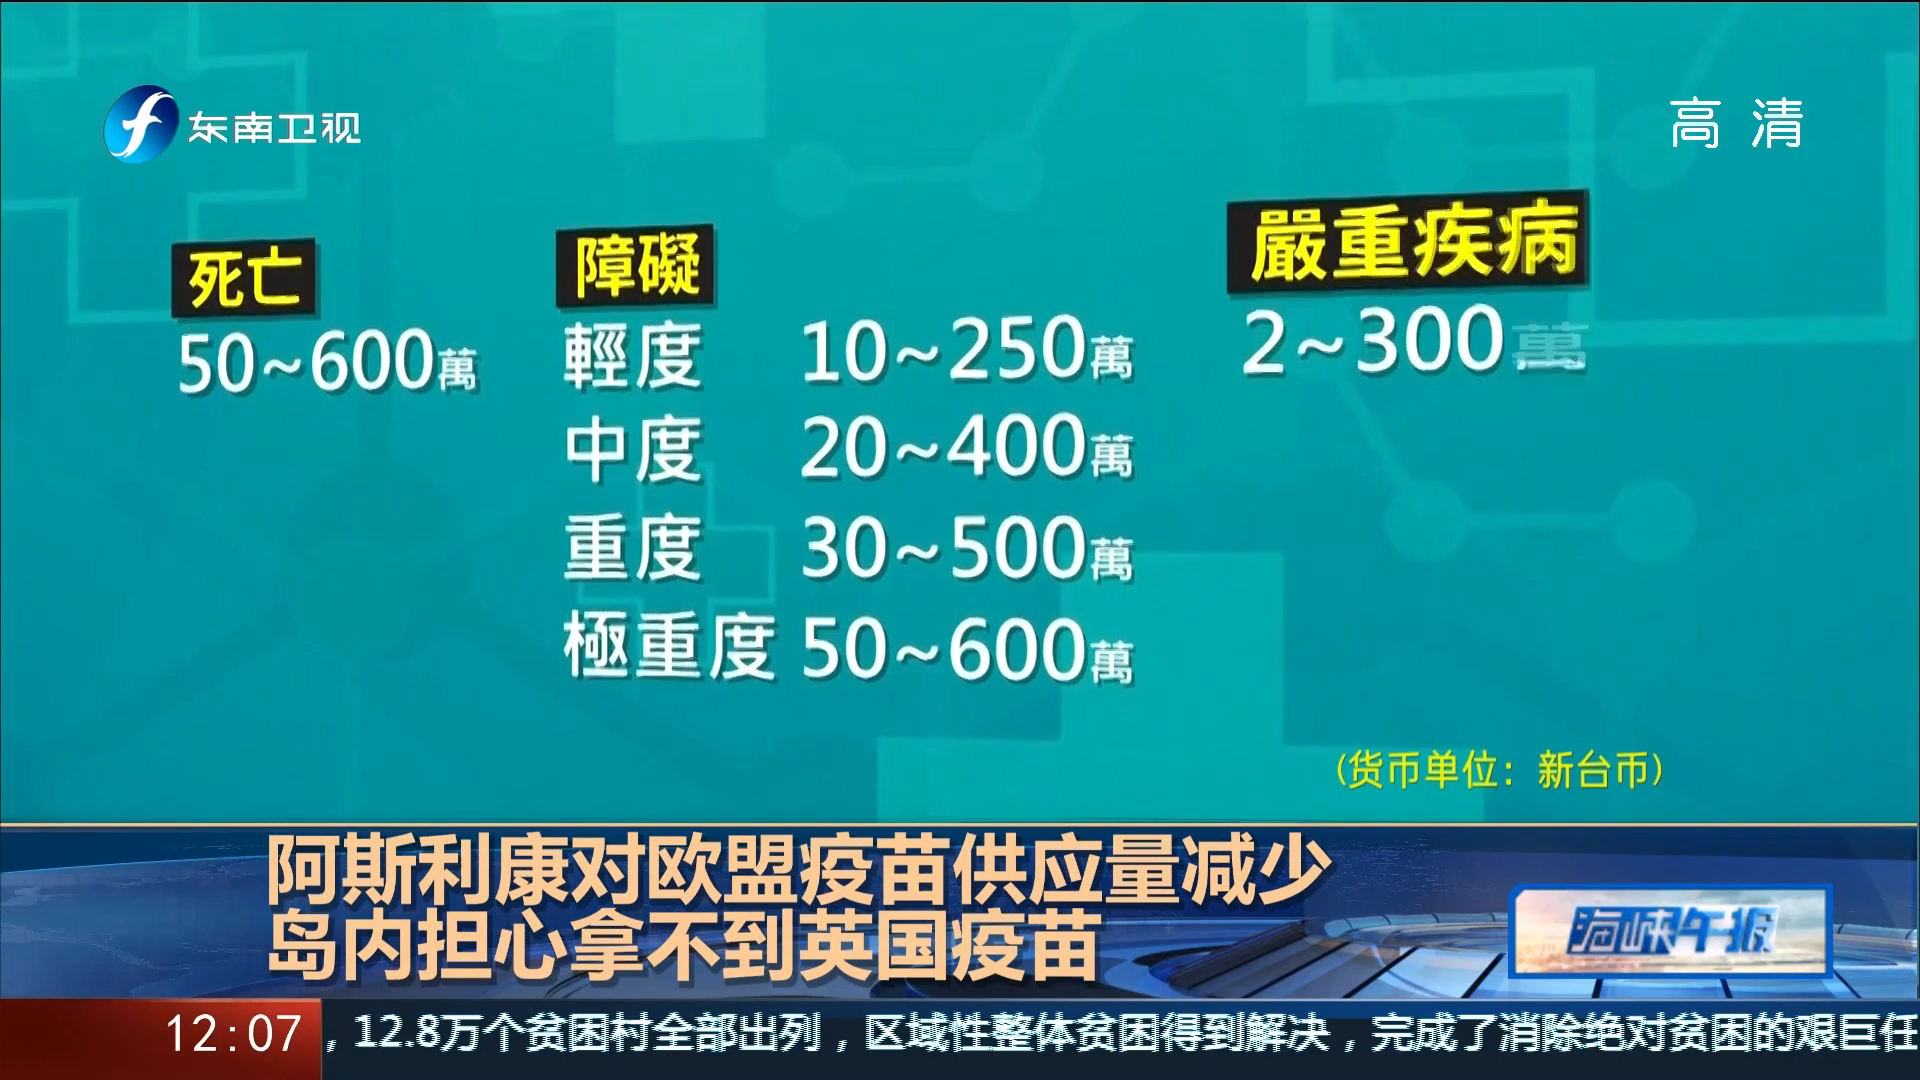 东南卫视
高清
死亡
50~600萬
障礙
輕度 10~250萬
中度 20~400萬
重度 30~500萬
極重度 50~600萬
嚴重疾病
2~300萬
(货币单位：新台币)
阿斯利康对欧盟疫苗供应量减少
岛内担心拿不到英国疫苗
海峡午报
12:07
，12.8万个贫困村全部出列，区域性整体贫困得到解决，完成了消除绝对贫困的艰巨任